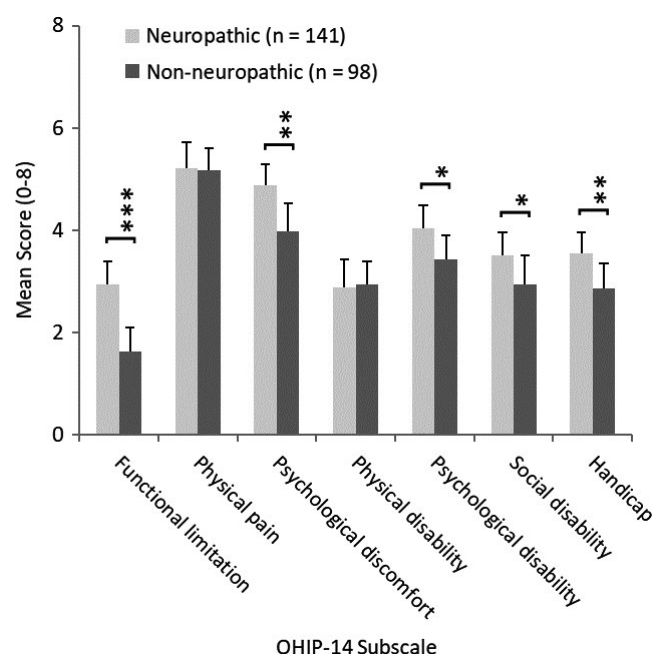 8
Neuropathic (n = 141)
Non-neuropathic (n = 98)
**
6
***
*
*
**
4
2
0
Mean Score (0-8)
Functional limitation
Physical pain
Psychological discomfort
Physical disability
Psychological disability
Social disability
Handicap
OHIP-14 Subscale